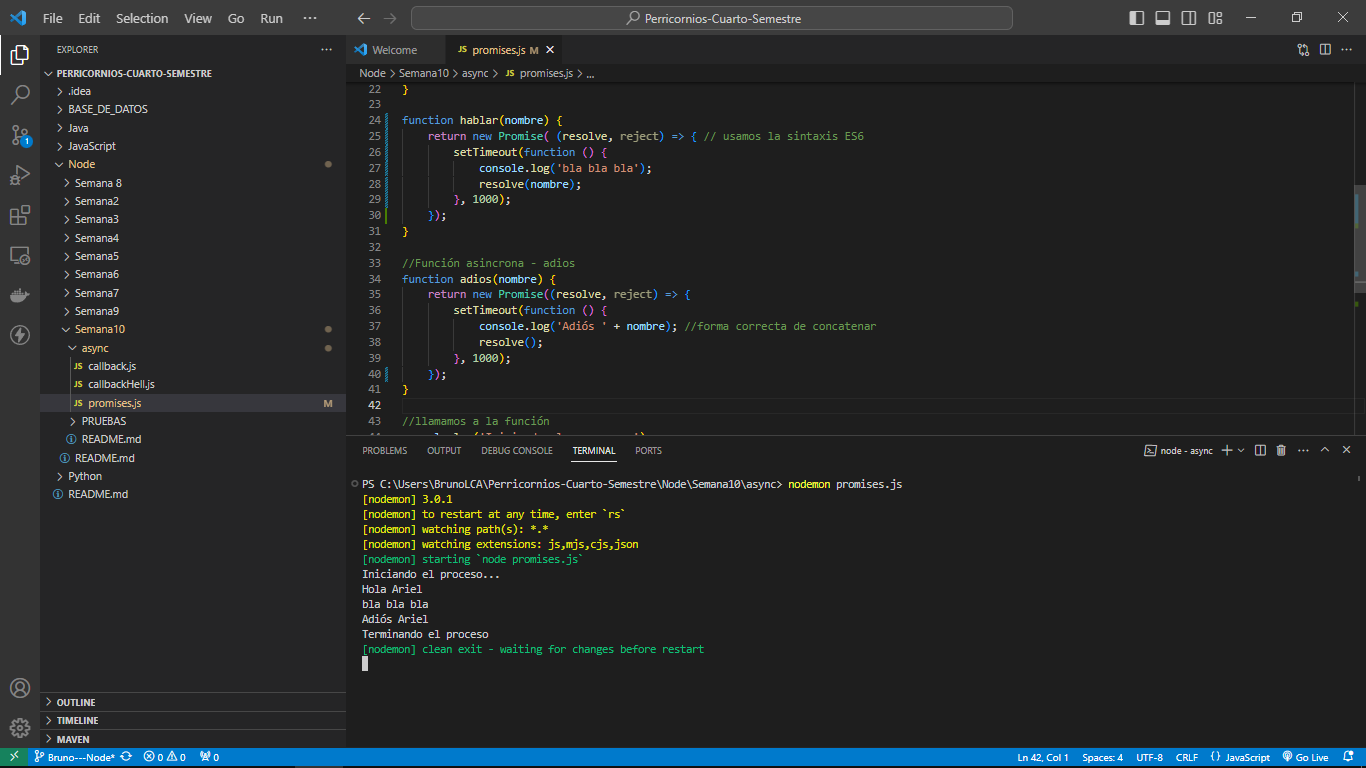 File Edit Selection View Go Run ··· Perricornios-Cuarto-Semestre
EXPLORER ···
PERRICORNIOS-CUARTO-SEMESTRE
.idea
BASE_DE_DATOS
Java
JavaScript
Node
Semana 8
Semana2
Semana3
Semana4
Semana5
Semana6
Semana7
Semana9
Semana10
async
JS callback.js
JS callbackHell.js
JS promises.js M
PRUEBAS
README.md
README.md
Python
README.md
OUTLINE
TIMELINE
MAVEN
1
Welcome JS promises.js M
Node > Semana10 > async > JS promises.js > ...
22 }
23
24 function hablar(nombre) {
25 return new Promise( (resolve, reject) => { // usamos la sintaxis ES6
26 setTimeout(function () {
27 console.log('bla bla bla');
28 resolve(nombre);
29 }, 1000);
30 });
31 }
32
33 //Función asincrona - adios
34 function adios(nombre) {
35 return new Promise((resolve, reject) => {
36 setTimeout(function () {
37 console.log('Adiós ' + nombre); //forma correcta de concatenar
38 resolve();
39 }, 1000);
40 });
41 }
42
43 //llamamos a la función
PROBLEMS OUTPUT DEBUG CONSOLE TERMINAL PORTS node - async
PS C:\Users\BrunoLCA\Perricornios-Cuarto-Semestre\Node\Semana10\async> nodemon promises.js
[nodemon] 3.0.1
[nodemon] to restart at any time, enter `rs`
[nodemon] watching path(s): *.*
[nodemon] watching extensions: js,mjs,cjs,json
[nodemon] starting `node promises.js`
Iniciando el proceso...
Hola Ariel
bla bla bla
Adiós Ariel
Terminando el proceso
[nodemon] clean exit - waiting for changes before restart
Bruno---Node* 0 0 0 Ln 42, Col 1 Spaces: 4 UTF-8 CRLF {} JavaScript Go Live